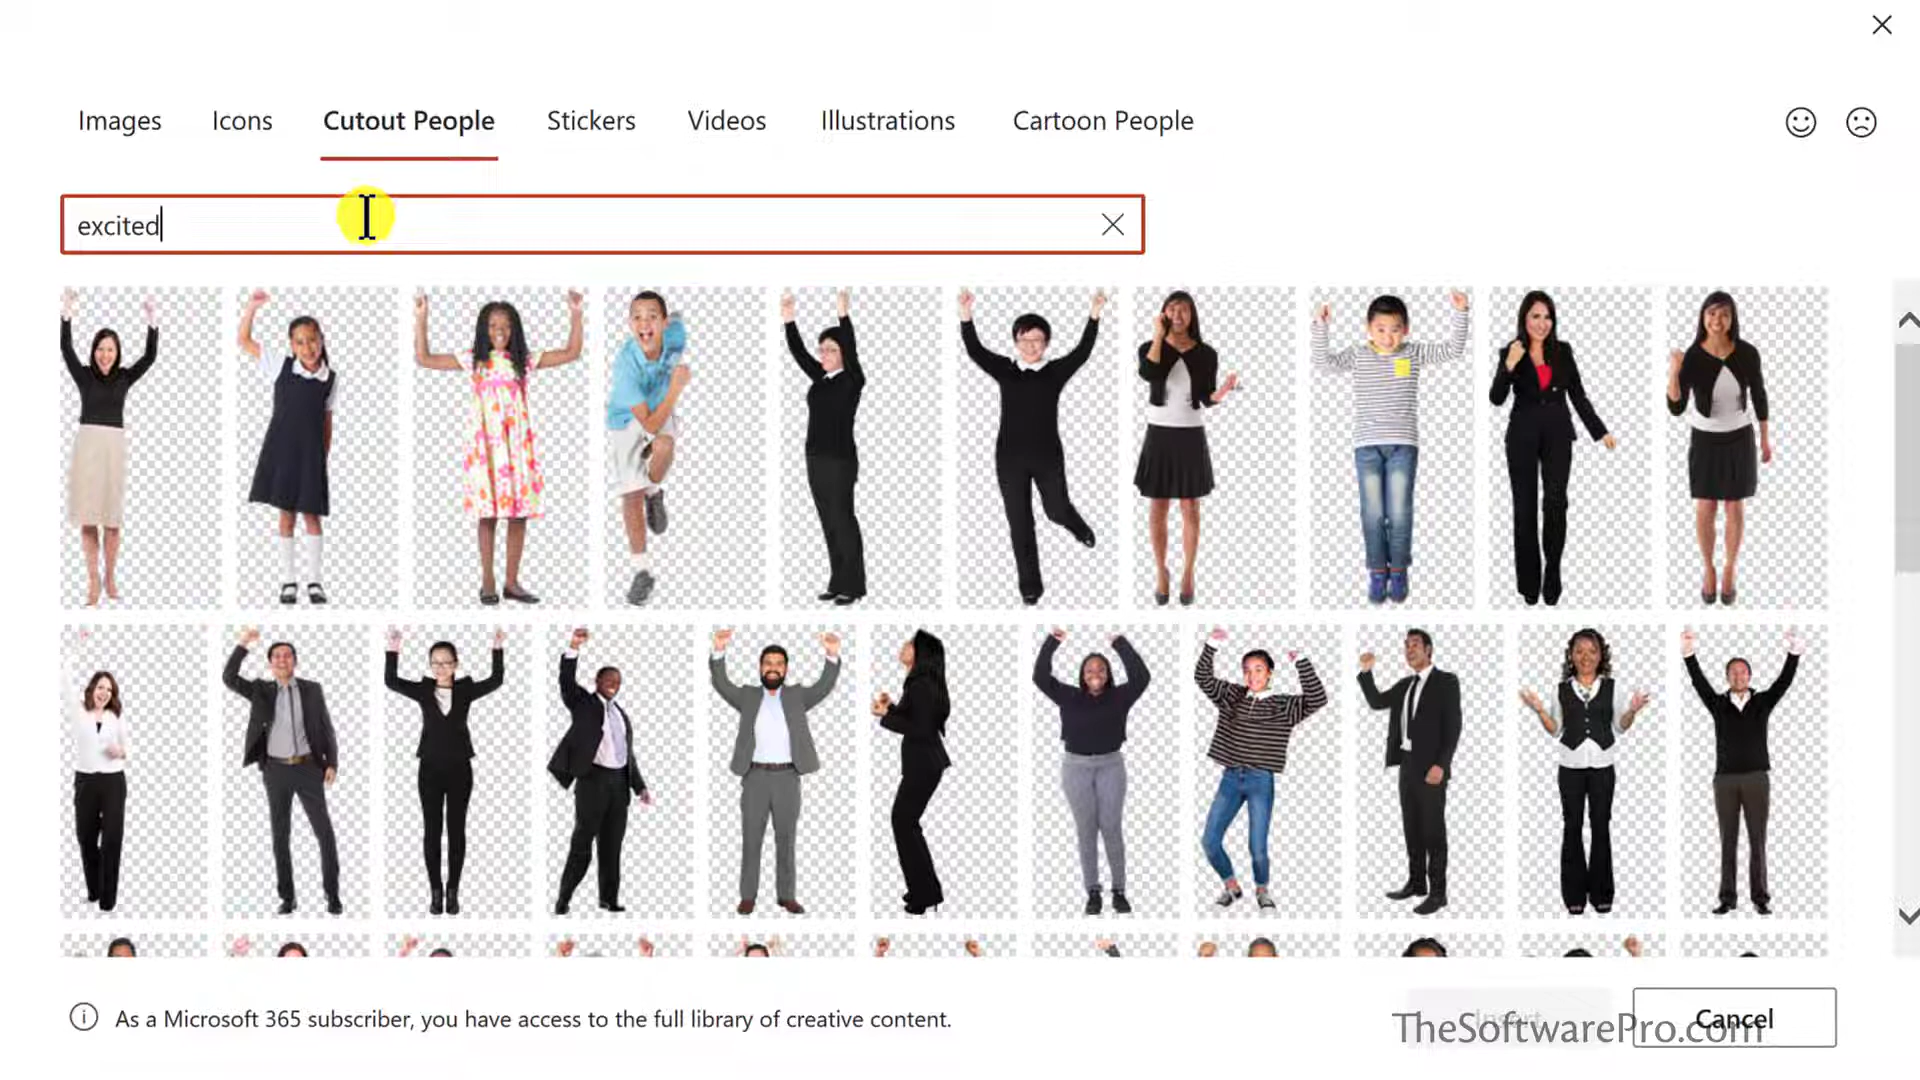 Images Icons Cutout People Stickers Videos Illustrations Cartoon People
excited
As a Microsoft 365 subscriber, you have access to the full library of creative content.
Insert
Cancel
TheSoftwarePro.com